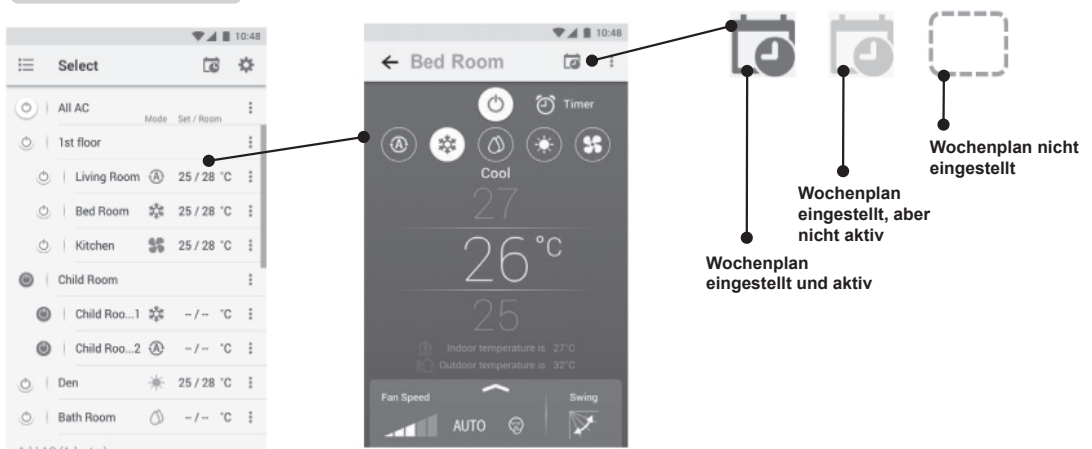 10:48
Select
All AC
Mode Set / Room
1st floor
Living Room A 25 / 28 °C
Bed Room 25 / 28 °C
Kitchen 25 / 28 °C
Child Room
Child Roo...1 -- / -- °C
Child Roo...2 A -- / -- °C
Den 25 / 28 °C
Bath Room -- / -- °C
10:48
Bed Room
Timer
A
Cool
27
26 °C
25
Indoor temperature is 27°C
Outdoor temperature is 32°C
Fan Speed
Swing
AUTO
Wochenplan
eingestellt und aktiv
Wochenplan
eingestellt, aber
nicht aktiv
Wochenplan nicht
eingestellt